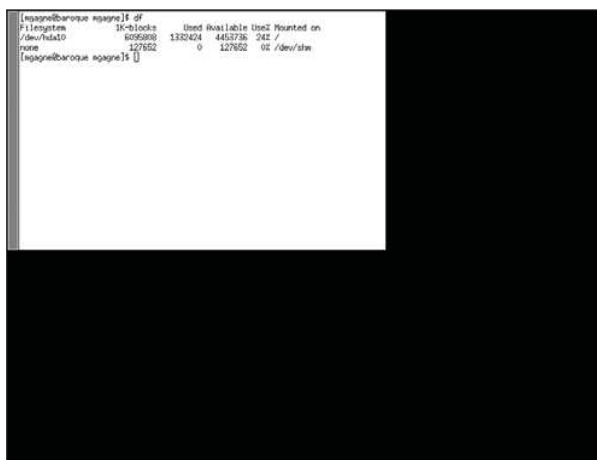 [mgagne@baroque mgagne]$ df
Filesystem 1K-blocks Used Available Use% Mounted on
/dev/hda10 6095808 1332424 4453736 24% /
none 127652 0 127652 0% /dev/shm
[mgagne@baroque mgagne]$